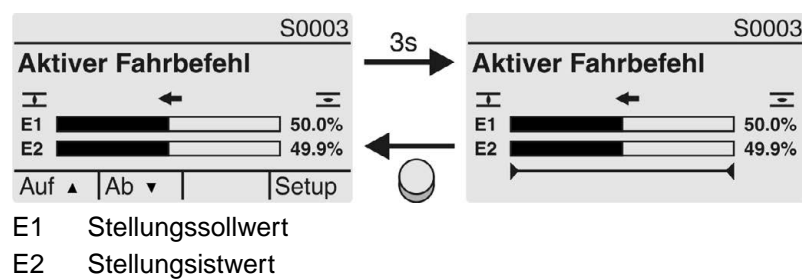 S0003
Aktiver Fahrbefehl
E1 50.0%
E2 49.9%
Auf ▲ Ab ▼ Setup
3s
S0003
Aktiver Fahrbefehl
E1 50.0%
E2 49.9%
E1 Stellungssollwert
E2 Stellungsistwert